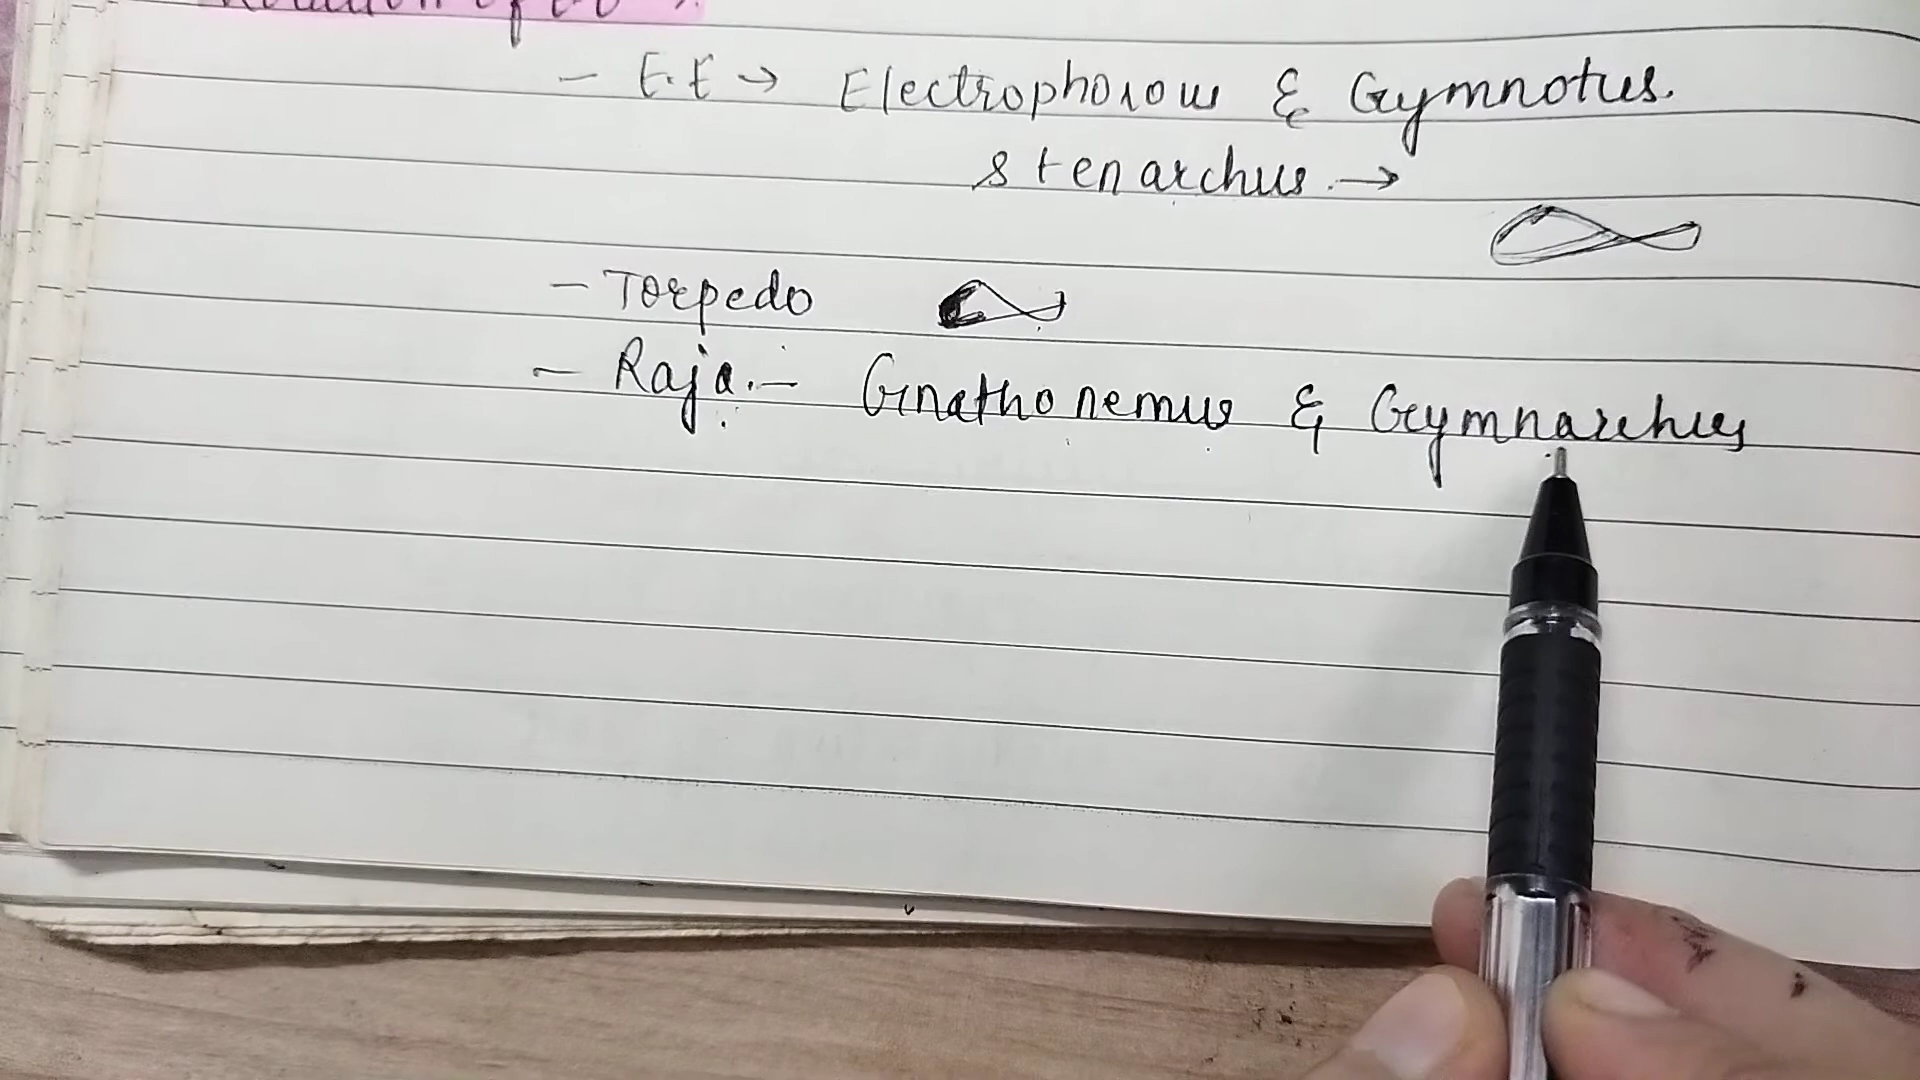 - E.E → Electrophorous & Gymnotus.
stenarchus. →
- Torpedo
- Raja. - Gnathonemus & Gymnarchus